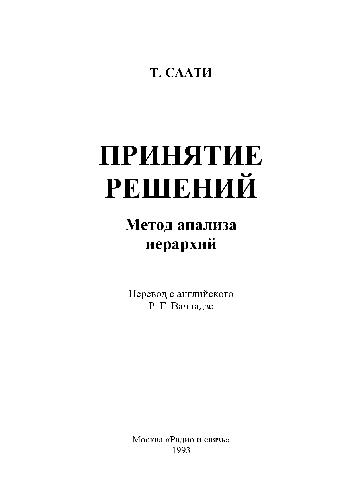 Т. СААТИ
ПРИНЯТИЕ
РЕШЕНИЙ
Метод анализа
иерархий
Перевод с английского
Р. Г. Вачнадзе
Москва «Радио и связь»
1993